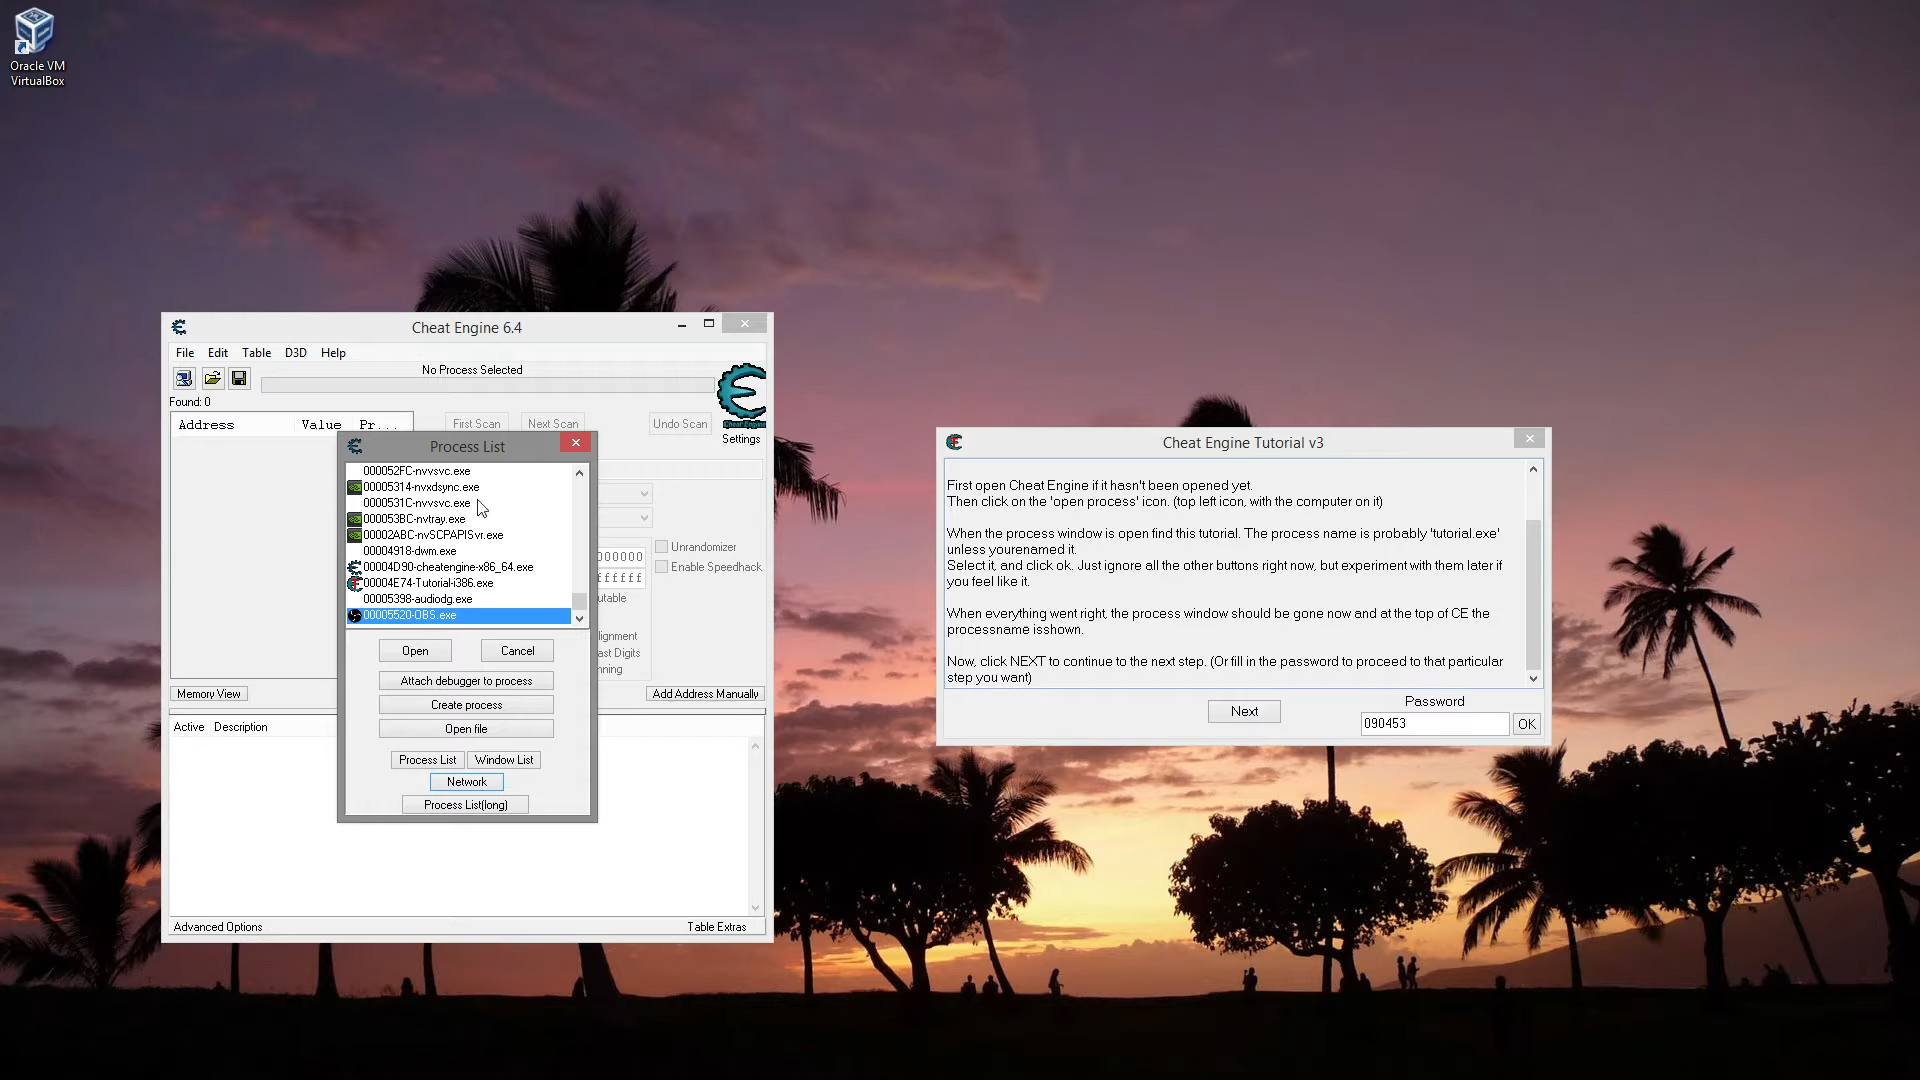 Oracle VM
VirtualBox
Cheat Engine 6.4
File Edit Table D3D Help
No Process Selected
Found: 0
Address Value Pr...
First Scan Next Scan Undo Scan
Cheat Engine
Settings
Process List
000052FC-nvvsvc.exe
00005314-nvxdsync.exe
0000531C-nvvsvc.exe
000053BC-nvtray.exe
00002ABC-nvSCPAPISvr.exe
00004918-dwm.exe
00004D90-cheatengine-x86_64.exe
00004E74-Tutorial-i386.exe
00005398-audiodg.exe
00005520-OBS.exe
Open Cancel
Attach debugger to process
Create process
Open file
Process List Window List
Network
Process List(long)
Unrandomizer
Enable Speedhack
Memory View
Add Address Manually
Active Description
Advanced Options
Table Extras
Cheat Engine Tutorial v3
First open Cheat Engine if it hasn't been opened yet.
Then click on the 'open process' icon. (top left icon, with the computer on it)
When the process window is open find this tutorial. The process name is probably 'tutorial.exe'
unless yourenamed it.
Select it, and click ok. Just ignore all the other buttons right now, but experiment with them later if
you feel like it.
When everything went right, the process window should be gone now and at the top of CE the
processname isshown.
Now, click NEXT to continue to the next step. (Or fill in the password to proceed to that particular
step you want)
Next
Password
090453
OK